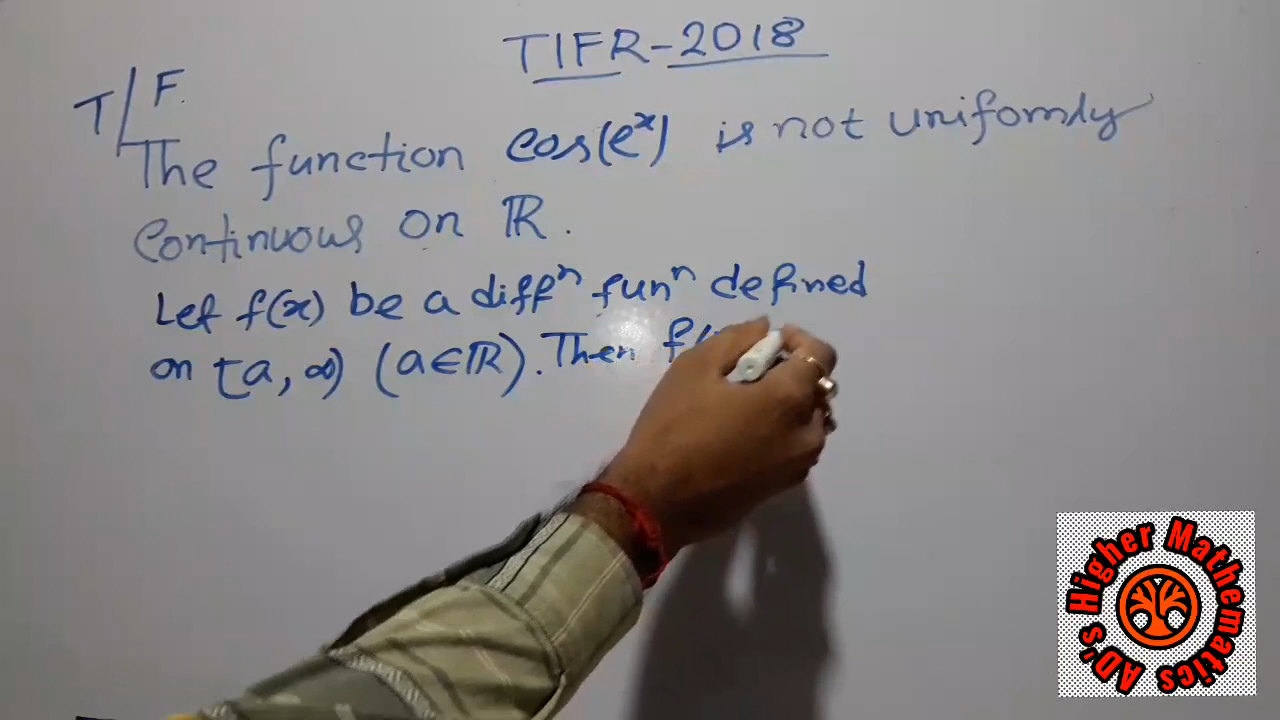 TIFR-2018
T/F.
The function cos(eˣ) is not uniformly
continuous on ℝ.
Let f(x) be a diffⁿ funⁿ defined
on [a, ∞) (a∈ℝ). Then
AD's Higher Mathematics